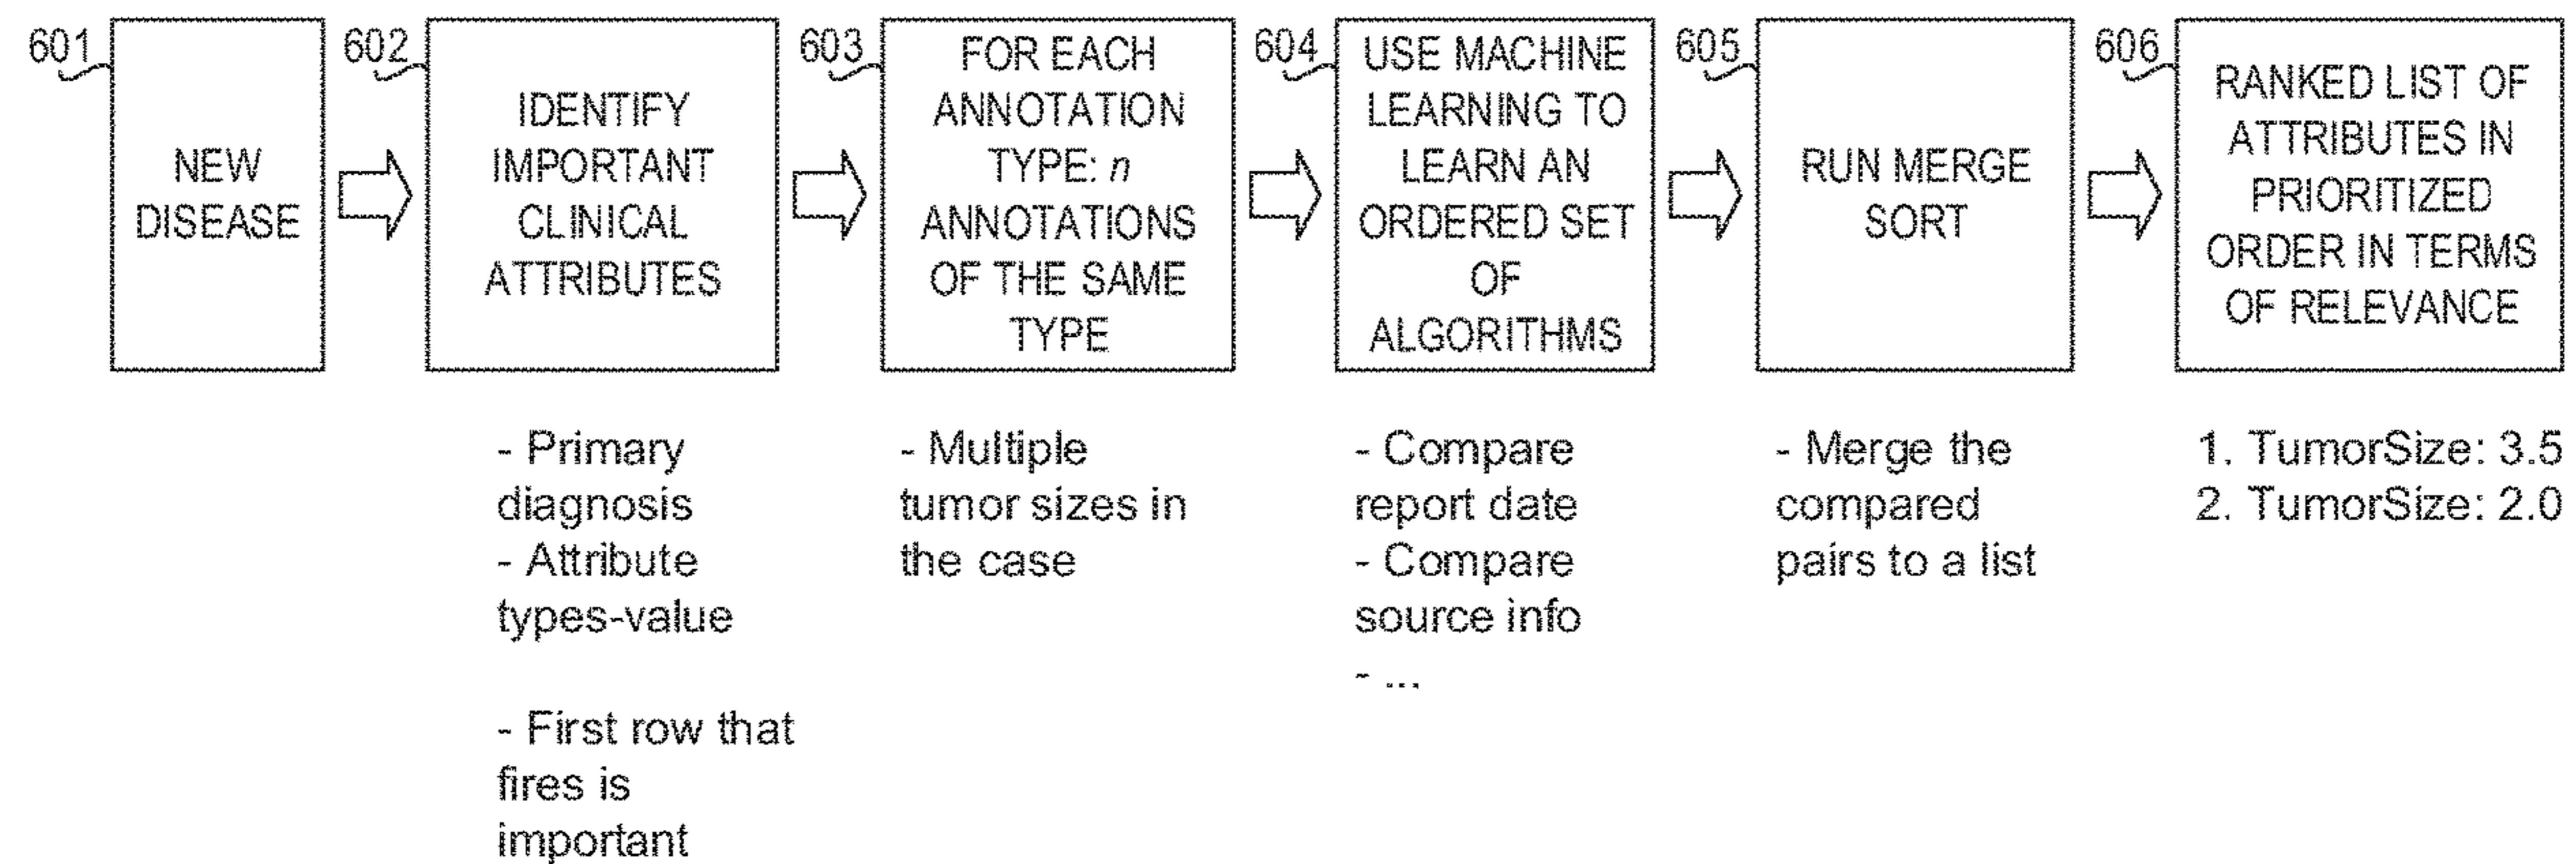 601
NEW
DISEASE
602
IDENTIFY
IMPORTANT
CLINICAL
ATTRIBUTES
603
FOR EACH
ANNOTATION
TYPE: n
ANNOTATIONS
OF THE SAME
TYPE
604
USE MACHINE
LEARNING TO
LEARN AN
ORDERED SET
OF
ALGORITHMS
605
RUN MERGE
SORT
606
RANKED LIST OF
ATTRIBUTES IN
PRIORITIZED
ORDER IN TERMS
OF RELEVANCE
- Primary
diagnosis
- Attribute
types-value
- First row that
fires is
important
- Multiple
tumor sizes in
the case
- Compare
report date
- Compare
source info
- ...
- Merge the
compared
pairs to a list
1. TumorSize: 3.5
2. TumorSize: 2.0